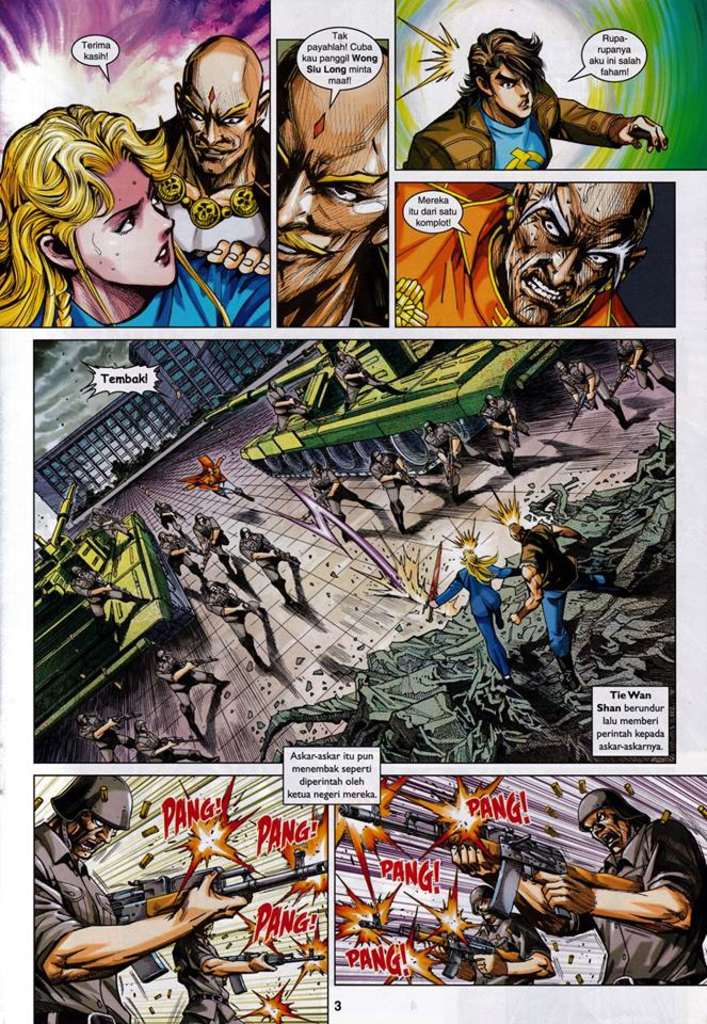 Terima
kasih!
Tak
payahlah! Cuba
kau panggil Wong
Siu Long minta
maaf!
Rupa-
rupanya
aku ini salah
faham!
Mereka
itu dari satu
komplot!
Tembak!
Tie Wan
Shan berundur
lalu memberi
perintah kepada
askar-askarnya.
Askar-askar itu pun
menembak seperti
diperintah oleh
ketua negeri mereka.
PANG!
PANG!
PANG!
PANG!
PANG!
PANG!
PANG!
3